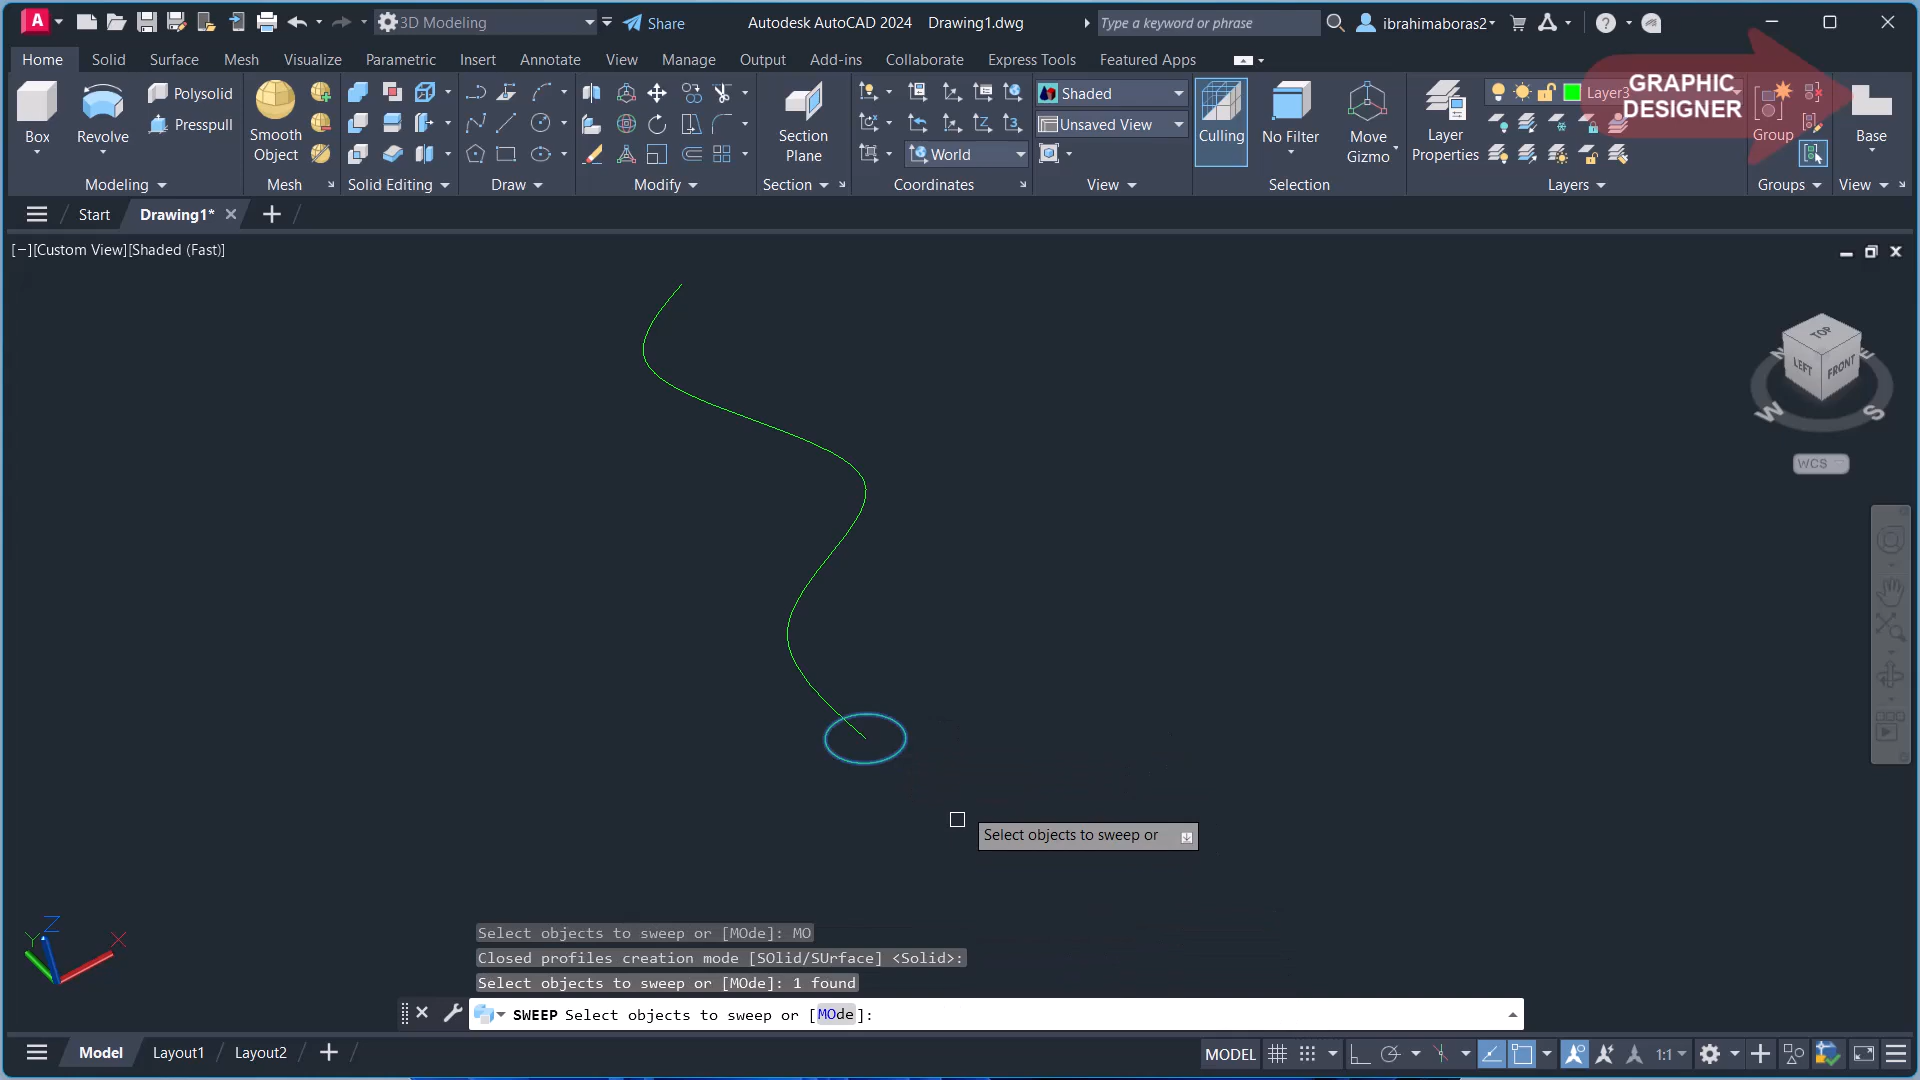 A
3D Modeling
Share
Autodesk AutoCAD 2024 Drawing1.dwg
Type a keyword or phrase
ibrahimaboras2
Home Solid Surface Mesh Visualize Parametric Insert Annotate View Manage Output Add-ins Collaborate Express Tools Featured Apps
Box
Revolve
Polysolid
Presspull
Smooth
Object
Section
Plane
World
Shaded
Unsaved View
Culling
No Filter
Move
Gizmo
Layer
Properties
Layer3
GRAPHIC
DESIGNER
Group
Base
Modeling Mesh Solid Editing Draw Modify Section Coordinates View Selection Layers Groups View
Start Drawing1*
[−][Custom View][Shaded (Fast)]
TOP
LEFT FRONT
N E
W S
WCS
Select objects to sweep or
Z
Y X
Select objects to sweep or [MOde]: MO
Closed profiles creation mode [SOlid/SUrface] <Solid>:
Select objects to sweep or [MOde]: 1 found
SWEEP Select objects to sweep or [MOde]:
Model Layout1 Layout2
MODEL 1:1